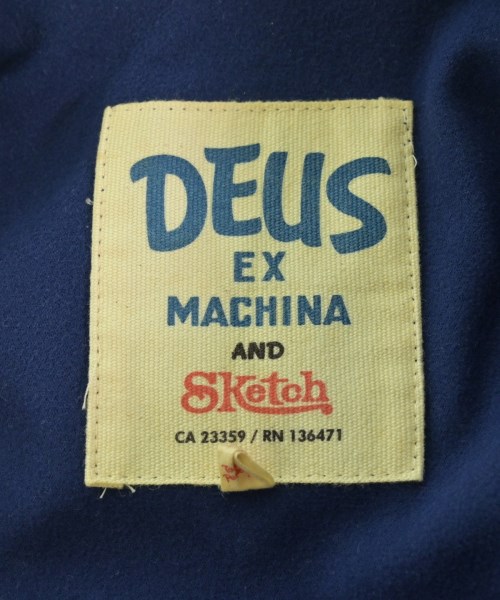 DEUS
EX
MACHINA
AND
SKetch
CA 23359 / RN 136471